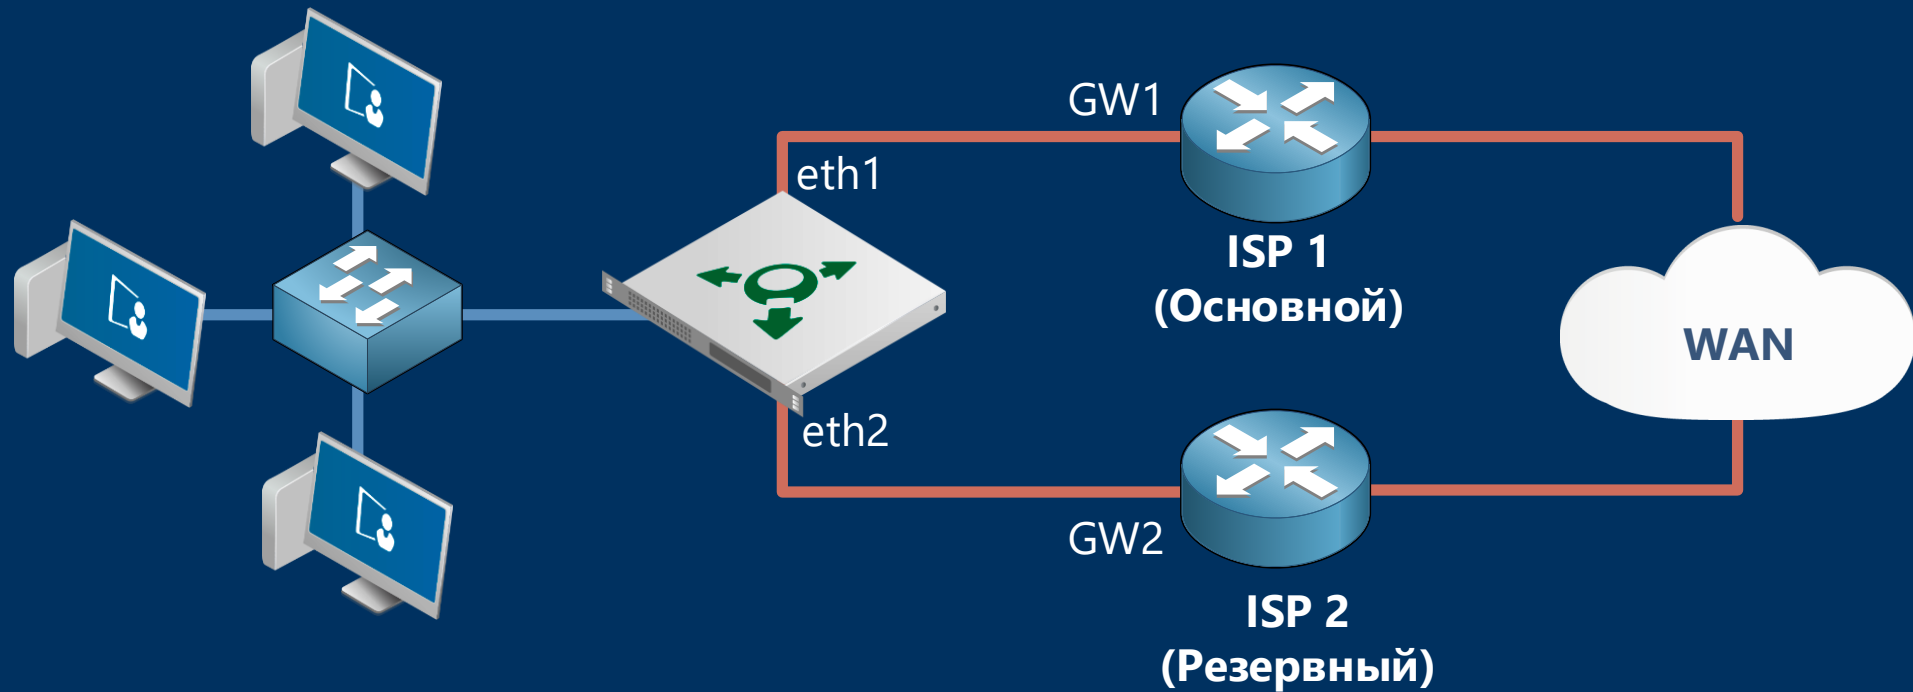 GW1
eth1
ISP 1
(Основной)
WAN
eth2
GW2
ISP 2
(Резервный)